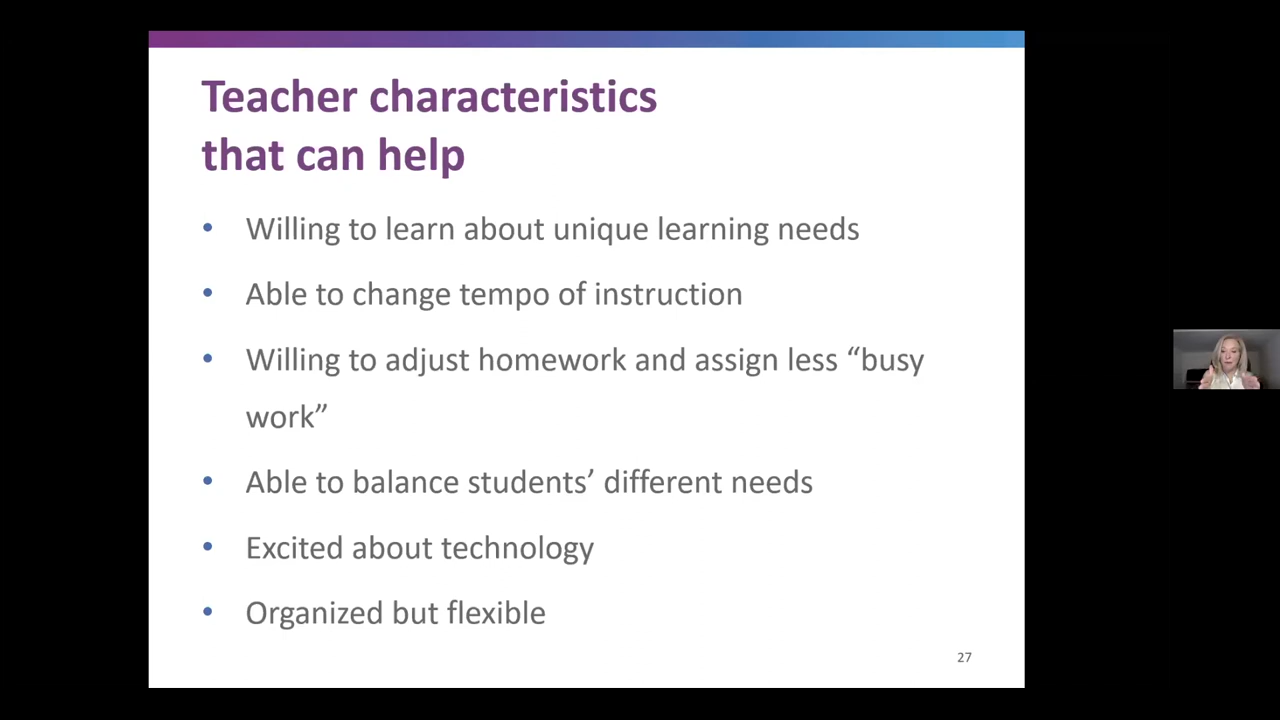 Teacher characteristics
that can help
• Willing to learn about unique learning needs
• Able to change tempo of instruction
• Willing to adjust homework and assign less “busy
work”
• Able to balance students’ different needs
• Excited about technology
• Organized but flexible
27